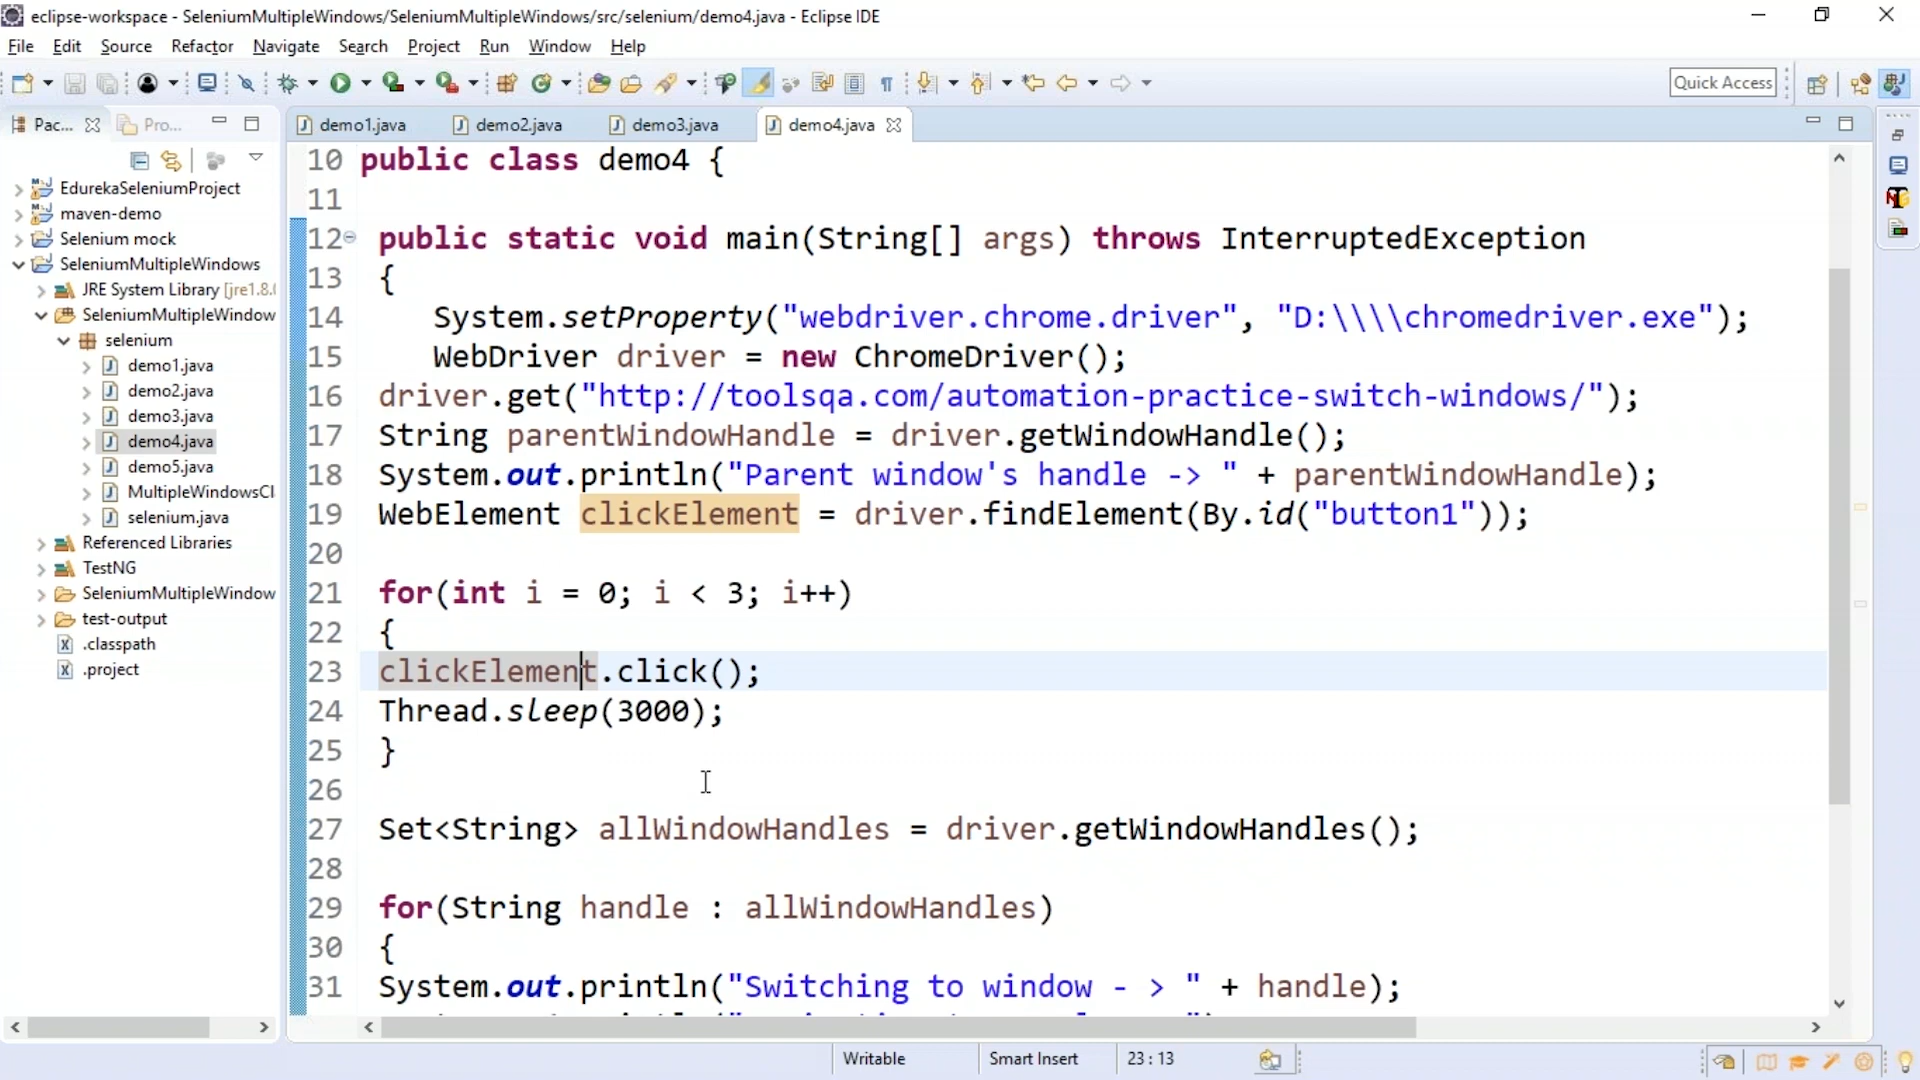 eclipse-workspace - SeleniumMultipleWindows/SeleniumMultipleWindows/src/selenium/demo4.java - Eclipse IDE
File Edit Source Refactor Navigate Search Project Run Window Help
Quick Access
Pac... Pro...
demo1.java demo2.java demo3.java demo4.java
EdurekaSeleniumProject
maven-demo
Selenium mock
SeleniumMultipleWindows
JRE System Library [jre1.8.(
SeleniumMultipleWindow
selenium
demo1.java
demo2.java
demo3.java
demo4.java
demo5.java
MultipleWindowsCl
selenium.java
Referenced Libraries
TestNG
SeleniumMultipleWindow
test-output
.classpath
.project
10 public class demo4 {
11
12 public static void main(String[] args) throws InterruptedException
13 {
14 System.setProperty("webdriver.chrome.driver", "D:\\\\chromedriver.exe");
15 WebDriver driver = new ChromeDriver();
16 driver.get("http://toolsqa.com/automation-practice-switch-windows/");
17 String parentWindowHandle = driver.getWindowHandle();
18 System.out.println("Parent window's handle -> " + parentWindowHandle);
19 WebElement clickElement = driver.findElement(By.id("button1"));
20
21 for(int i = 0; i < 3; i++)
22 {
23 clickElement.click();
24 Thread.sleep(3000);
25 }
26
27 Set<String> allWindowHandles = driver.getWindowHandles();
28
29 for(String handle : allWindowHandles)
30 {
31 System.out.println("Switching to window - > " + handle);
Writable Smart Insert 23 : 13